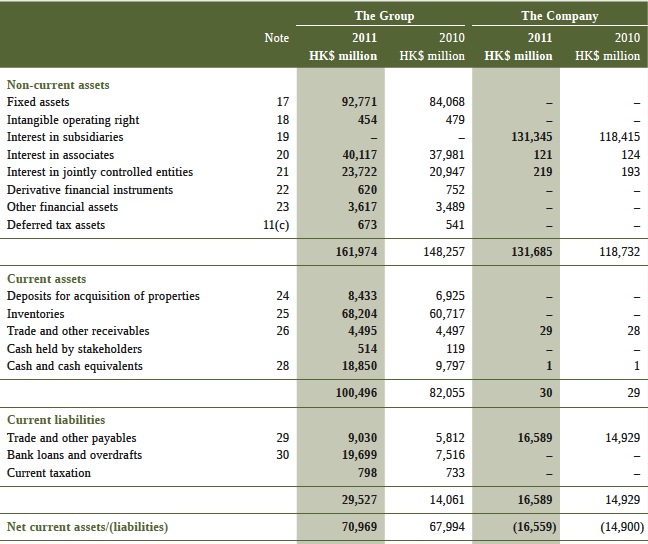 The Group The Company
Note 2011 2010 2011 2010
HK$ million HK$ million HK$ million HK$ million
Non-current assets
Fixed assets 17 92,771 84,068 – –
Intangible operating right 18 454 479 – –
Interest in subsidiaries 19 – – 131,345 118,415
Interest in associates 20 40,117 37,981 121 124
Interest in jointly controlled entities 21 23,722 20,947 219 193
Derivative financial instruments 22 620 752 – –
Other financial assets 23 3,617 3,489 – –
Deferred tax assets 11(c) 673 541 – –
161,974 148,257 131,685 118,732
Current assets
Deposits for acquisition of properties 24 8,433 6,925 – –
Inventories 25 68,204 60,717 – –
Trade and other receivables 26 4,495 4,497 29 28
Cash held by stakeholders 514 119 – –
Cash and cash equivalents 28 18,850 9,797 1 1
100,496 82,055 30 29
Current liabilities
Trade and other payables 29 9,030 5,812 16,589 14,929
Bank loans and overdrafts 30 19,699 7,516 – –
Current taxation 798 733 – –
29,527 14,061 16,589 14,929
Net current assets/(liabilities) 70,969 67,994 (16,559) (14,900)